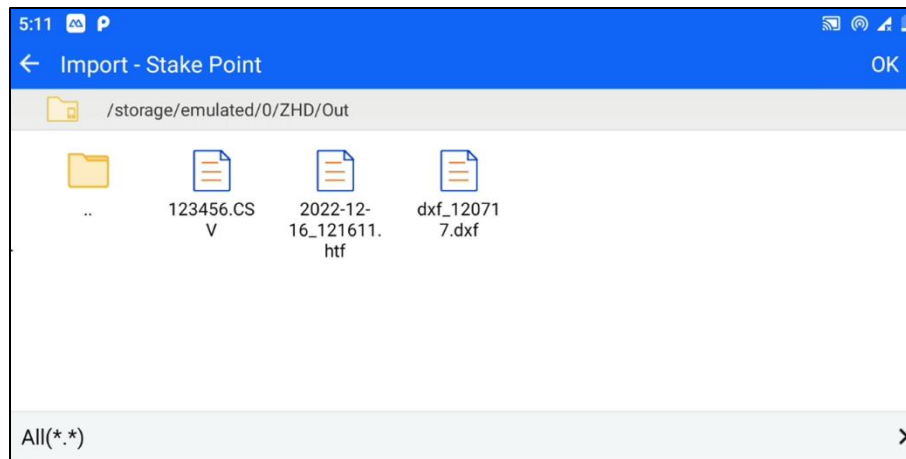 5:11
Import - Stake Point
OK
/storage/emulated/0/ZHD/Out
..
123456.CS
V
2022-12-
16_121611.
htf
dxf_12071
7.dxf
All(*.*)